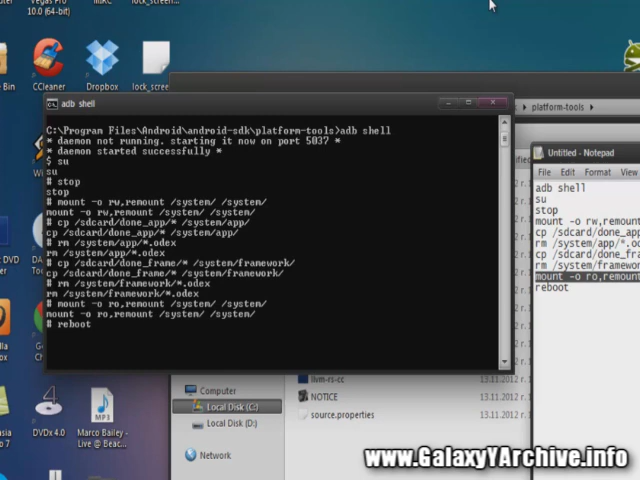 Vegas Pro
10.0 (64-bit)
mIRC
lock_screen...
Bin
CCleaner
Dropbox
lock_scree...
adb shell
C:\Program Files\Android\android-sdk\platform-tools>adb shell
* daemon not running. starting it now on port 5037 *
* daemon started successfully *
$ su
su
# stop
stop
# mount -o rw,remount /system/ /system/
mount -o rw,remount /system/ /system/
# cp /sdcard/done_app/* /system/app/
cp /sdcard/done_app/* /system/app/
# rm /system/app/*.odex
rm /system/app/*.odex
# cp /sdcard/done_frame/* /system/framework/
cp /sdcard/done_frame/* /system/framework/
# rm /system/framework/*.odex
rm /system/framework/*.odex
# mount -o ro,remount /system/ /system/
mount -o ro,remount /system/ /system/
# reboot
platform-tools
Untitled - Notepad
File Edit Format View
adb shell
su
stop
mount -o rw,remoun
cp /sdcard/done_app
rm /system/app/*.o
cp /sdcard/done_fra
rm /system/framework
mount -o ro,remount
reboot
llvm-rs-cc 13.11.2012 г. 1
NOTICE 13.11.2012 г. 1
source.properties 13.11.2012 г. 1
Computer
Local Disk (C:)
Local Disk (D:)
Network
DVD
DVDx 4.0
MP3
Marco Bailey -
Live @ Beac...
www.GalaxyYArchive.info